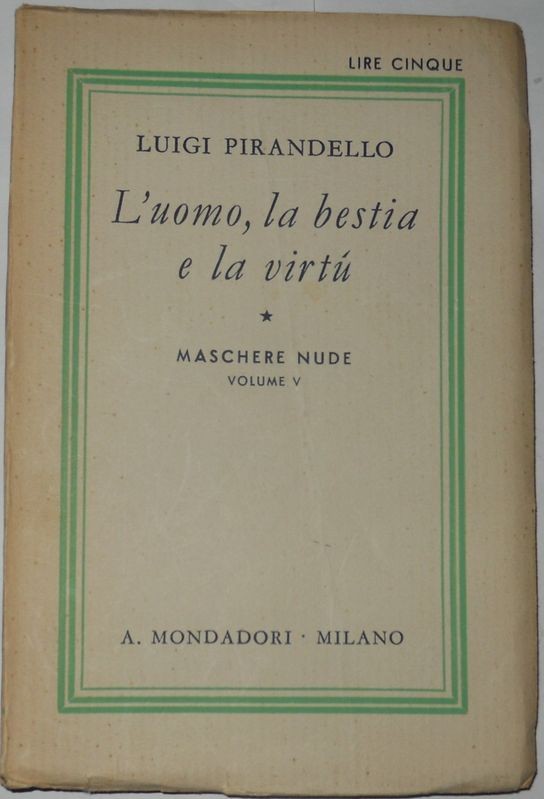 LIRE CINQUE
LUIGI PIRANDELLO
L'uomo, la bestia
e la virtú
★
MASCHERE NUDE
VOLUME V
A. MONDADORI · MILANO